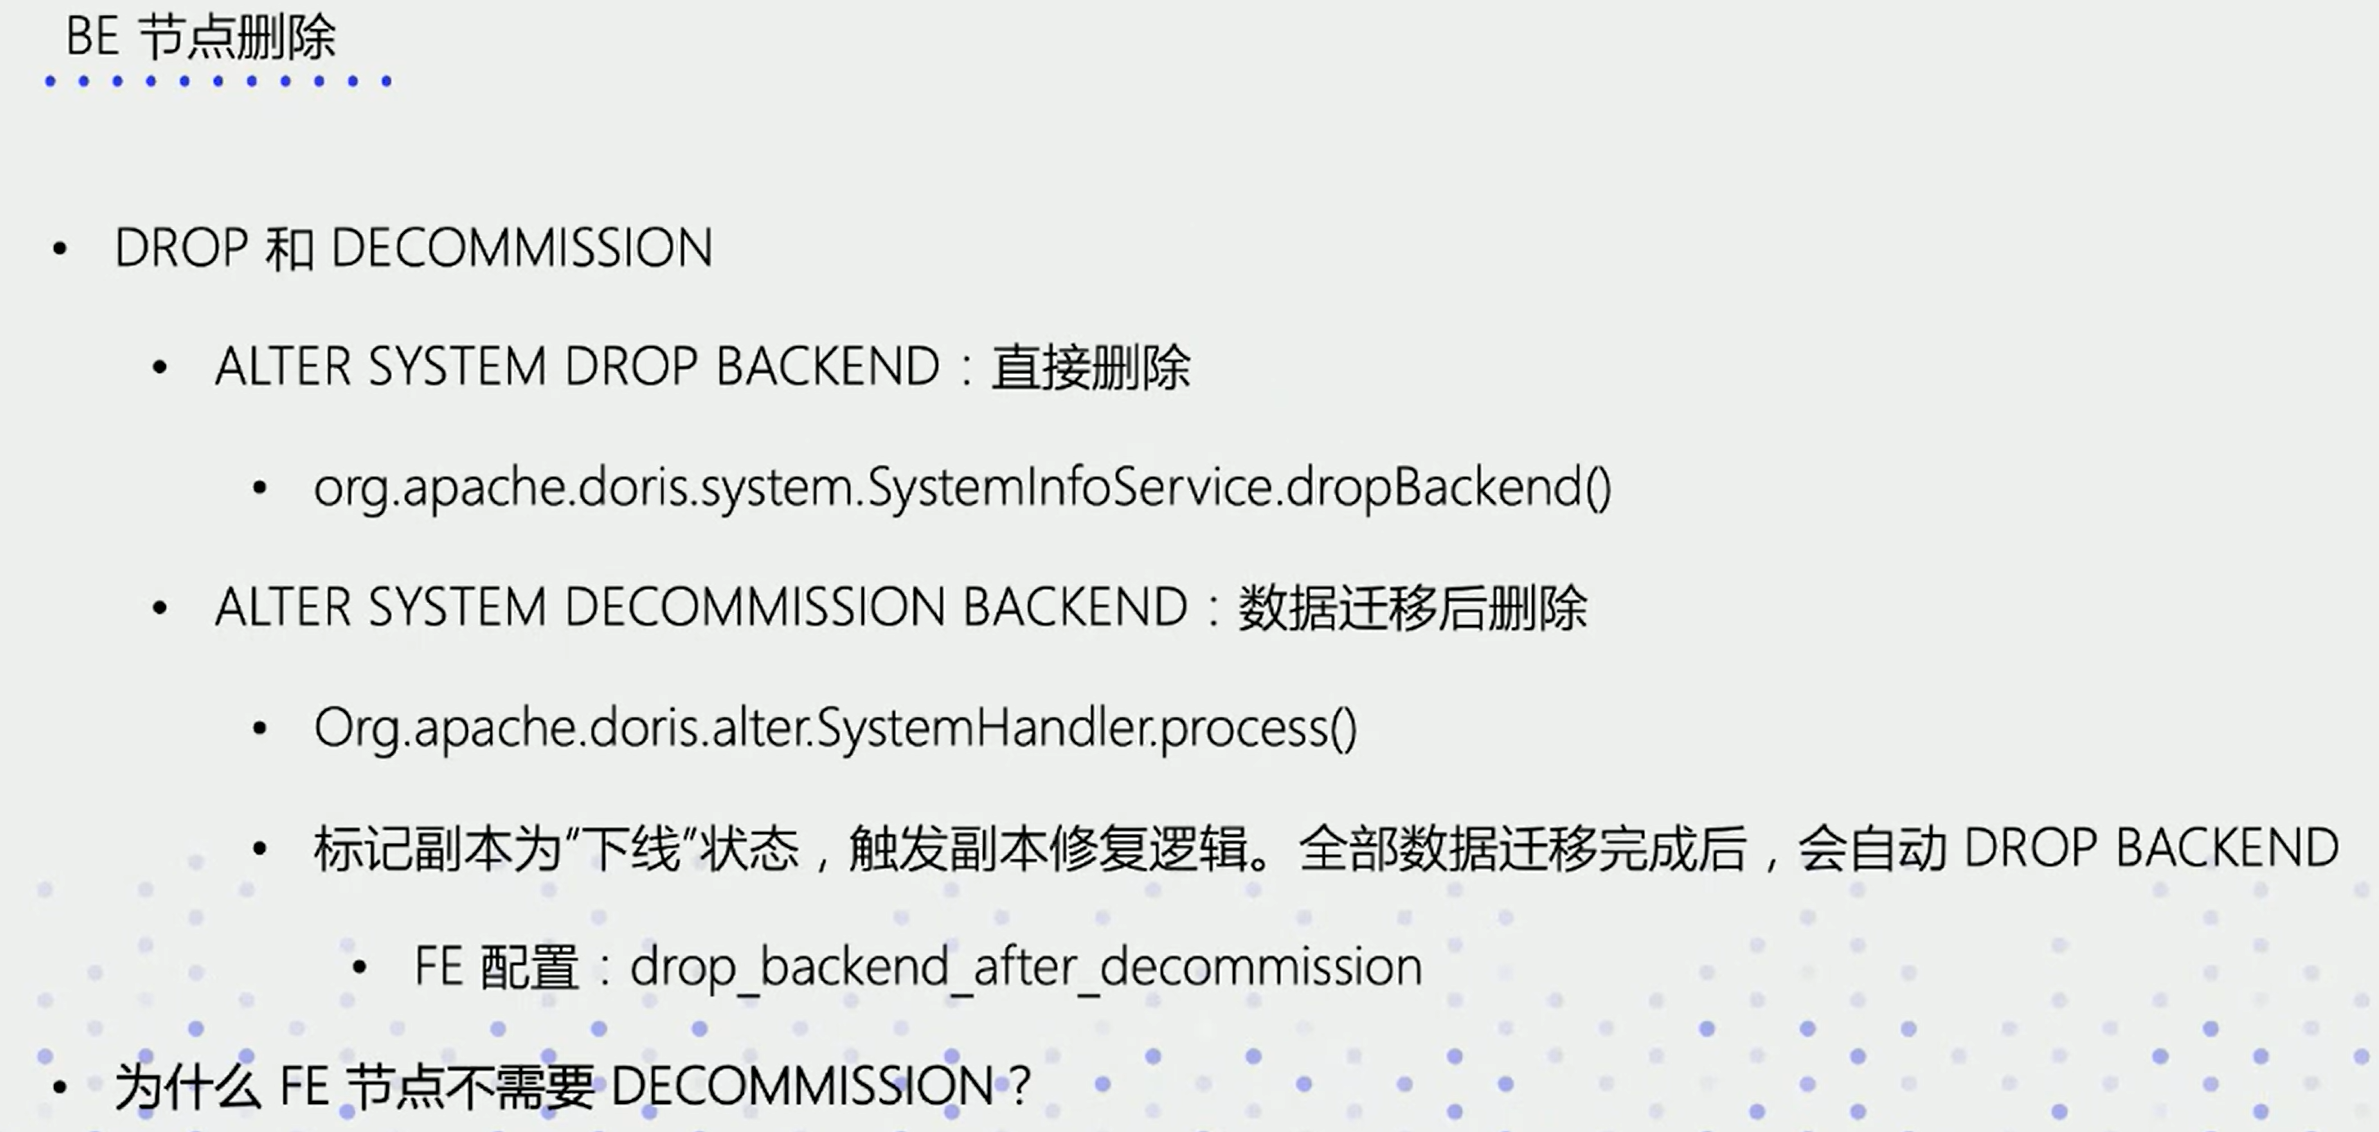 BE 节点删除
• DROP 和 DECOMMISSION
• ALTER SYSTEM DROP BACKEND：直接删除
• org.apache.doris.system.SystemInfoService.dropBackend()
• ALTER SYSTEM DECOMMISSION BACKEND：数据迁移后删除
• Org.apache.doris.alter.SystemHandler.process()
• 标记副本为”下线”状态，触发副本修复逻辑。全部数据迁移完成后，会自动 DROP BACKEND
• FE 配置：drop_backend_after_decommission
• 为什么 FE 节点不需要 DECOMMISSION？